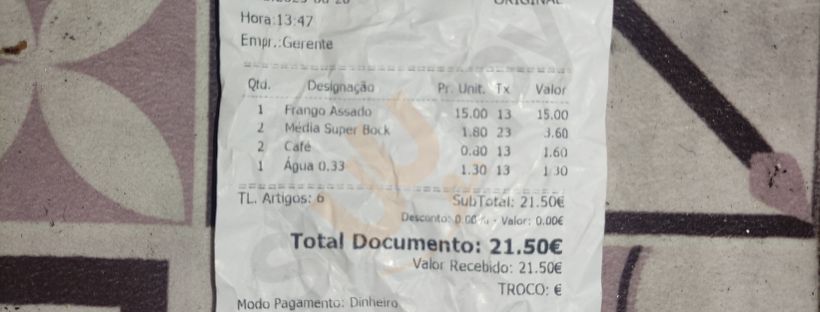 ORIGINAL
Hora:13:47
Empr.:Gerente
Qtd. Designação Pr. Unit. Tx Valor
1 Frango Assado 15.00 13 15.00
2 Média Super Bock 1.80 23 3.60
2 Café 0.80 13 1.60
1 Água 0.33 1.30 13 1.30
TL. Artigos: 6 SubTotal: 21.50€
Desconto: 0.00% - Valor: 0.00€
Total Documento: 21.50€
Valor Recebido: 21.50€
TROCO: €
Modo Pagamento: Dinheiro